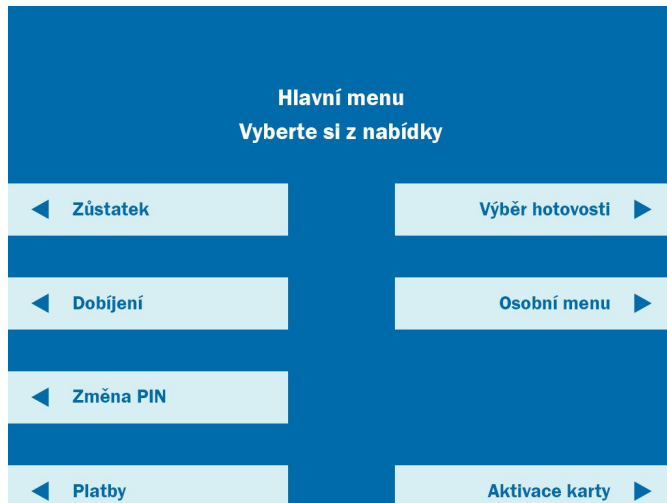 Hlavní menu
Vyberte si z nabídky
Zůstatek
Výběr hotovosti
Dobíjení
Osobní menu
Změna PIN
Platby
Aktivace karty